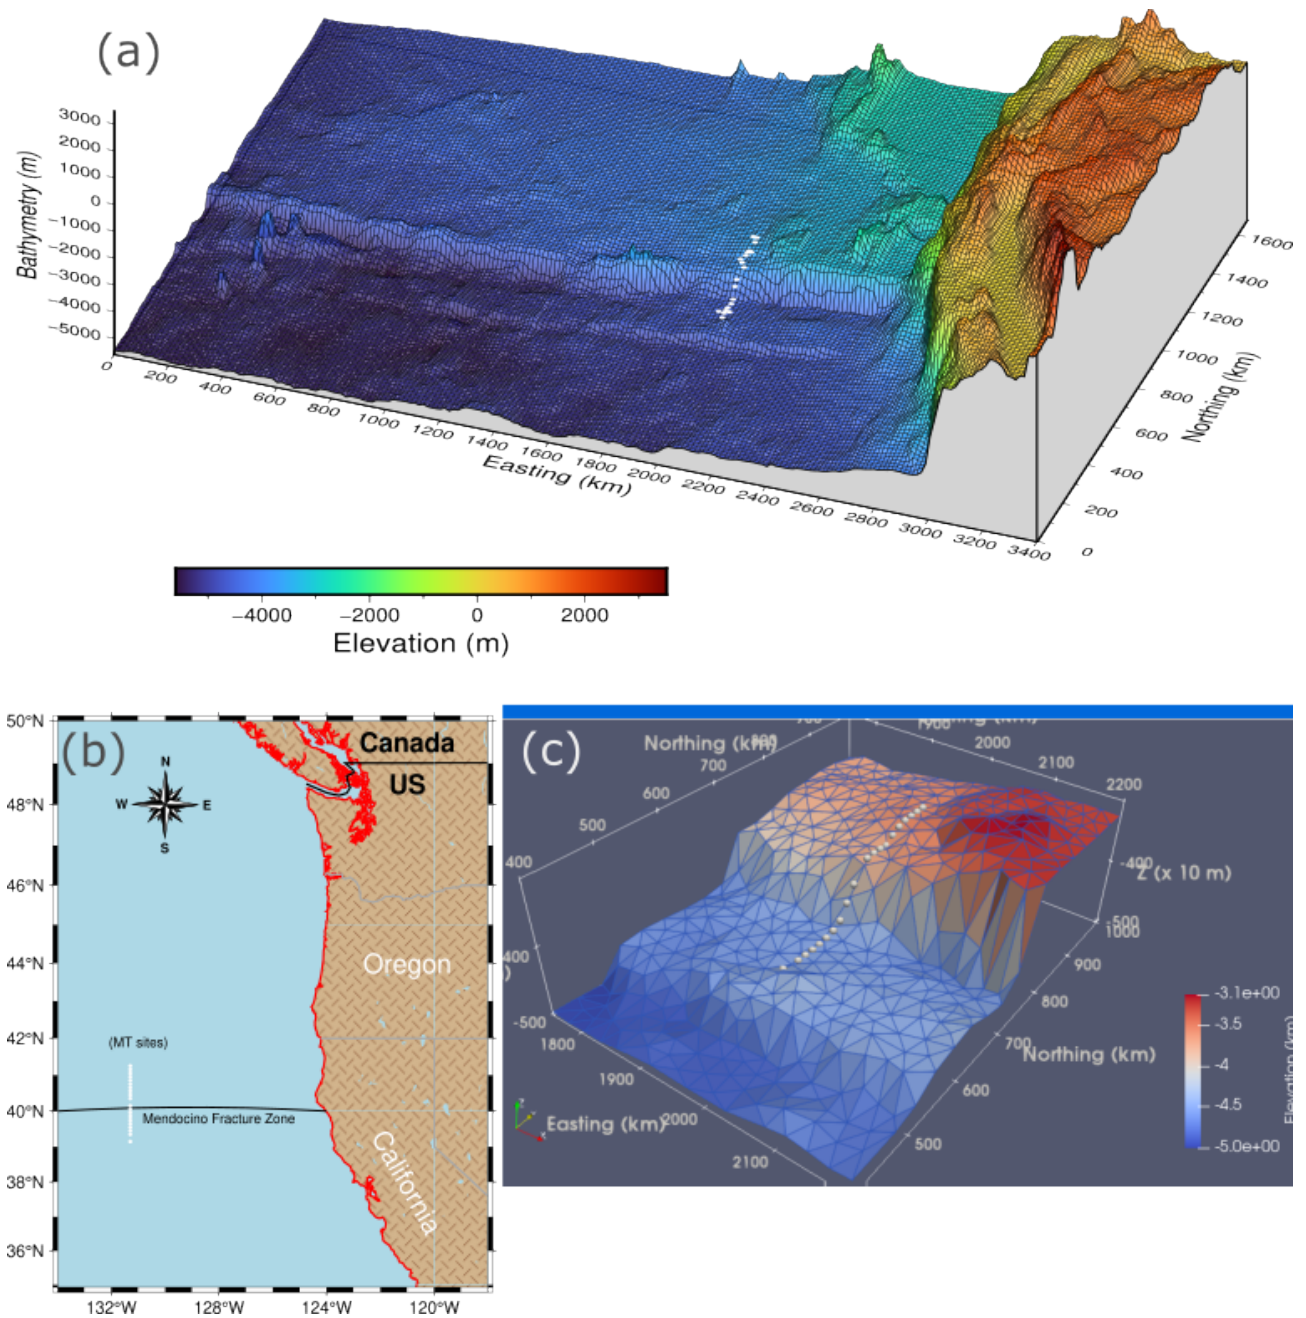 (a)
3000
2000
1000
0
−1000
−2000
−3000
−4000
−5000
Bathymetry (m)
0
200
400
600
800
1000
1200
1400
1600
1800
2000
2200
2400
2600
2800
3000
3200
3400
Easting (km)
0
200
400
600
800
1000
1200
1400
1600
Northing (km)
−4000 −2000 0 2000
Elevation (m)
(b)
50°N
48°N
46°N
44°N
42°N
40°N
38°N
36°N
132°W 128°W 124°W 120°W
N
W E
S
Canada
US
Oregon
(MT sites)
Mendocino Fracture Zone
California
(c)
Northing (km)
400
500
600
700
1900
2000
2100
2200
-400
Z (x 10 m)
-500
1000
900
800
700
600
500
Northing (km)
400
-500
1800
1900
2000
2100
Easting (km)
-3.1e+00
-3.5
-4
-4.5
-5.0e+00
Elevation (km)